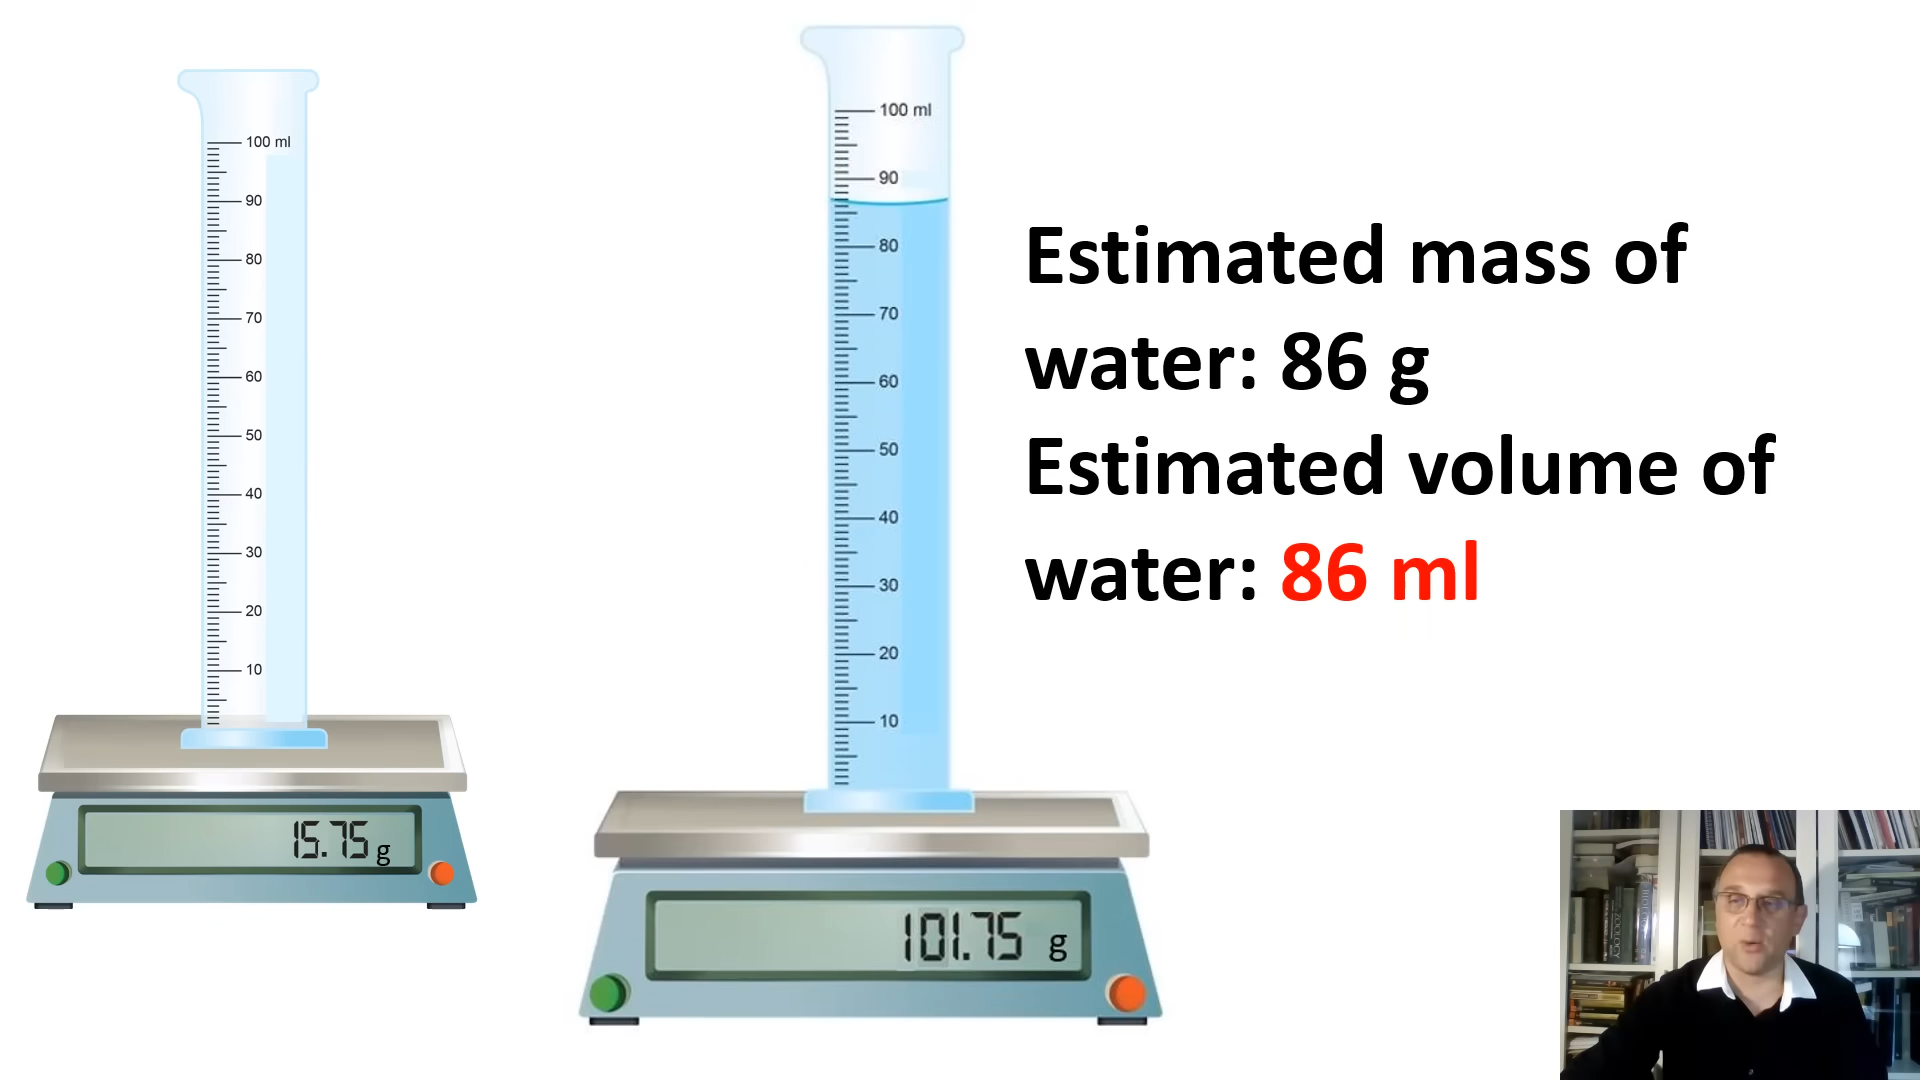 100 ml
90
80
70
60
50
40
30
20
10
15.75 g
100 ml
90
80
70
60
50
40
30
20
10
101.75 g
Estimated mass of
water: 86 g
Estimated volume of
water: 86 ml
ZOOLOGY